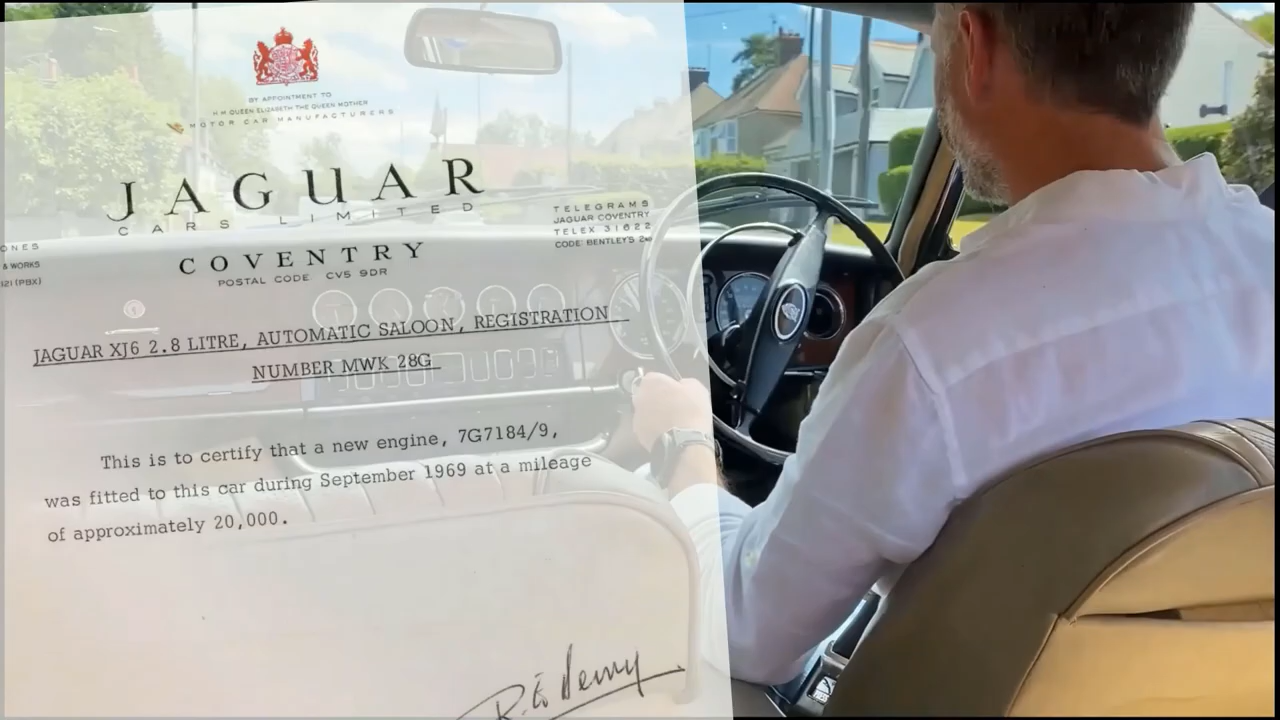 BY APPOINTMENT TO
H M QUEEN ELIZABETH THE QUEEN MOTHER
MOTOR CAR MANUFACTURERS
JAGUAR
CARS LIMITED
TELEGRAMS
JAGUAR COVENTRY
TELEX 31622
CODE: BENTLEY'S 2ND
ONES
& WORKS
121 (PBX)
COVENTRY
POSTAL CODE CV5 9DR
JAGUAR XJ6 2.8 LITRE, AUTOMATIC SALOON, REGISTRATION
NUMBER MWK 28G
This is to certify that a new engine, 7G7184/9,
was fitted to this car during September 1969 at a mileage
of approximately 20,000.